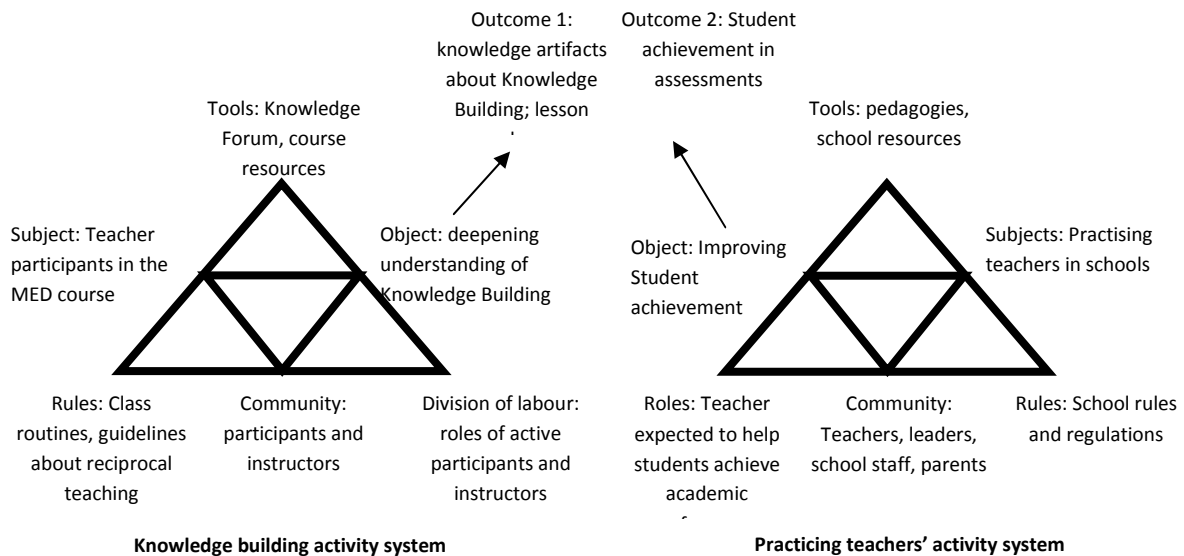 Outcome 1:
knowledge artifacts
about Knowledge
Building; lesson
Outcome 2: Student
achievement in
assessments
Tools: Knowledge
Forum, course
resources
Tools: pedagogies,
school resources
Subject: Teacher
participants in the
MED course
Object: deepening
understanding of
Knowledge Building
Object: Improving
Student
achievement
Subjects: Practising
teachers in schools
Rules: Class
routines, guidelines
about reciprocal
teaching
Community:
participants and
instructors
Division of labour:
roles of active
participants and
instructors
Roles: Teacher
expected to help
students achieve
academic
Community:
Teachers, leaders,
school staff, parents
Rules: School rules
and regulations
Knowledge building activity system
Practicing teachers’ activity system